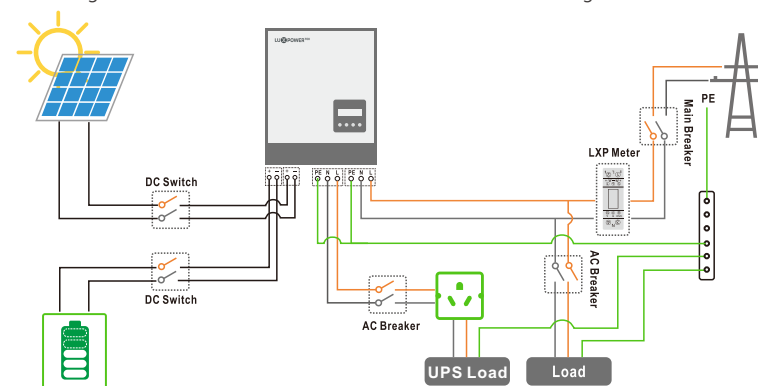 LUXPOWER
PE
Main Breaker
LXP Meter
DC Switch
+ - + -
PE N L PE N L
AC Breaker
DC Switch
AC Breaker
UPS Load
Load